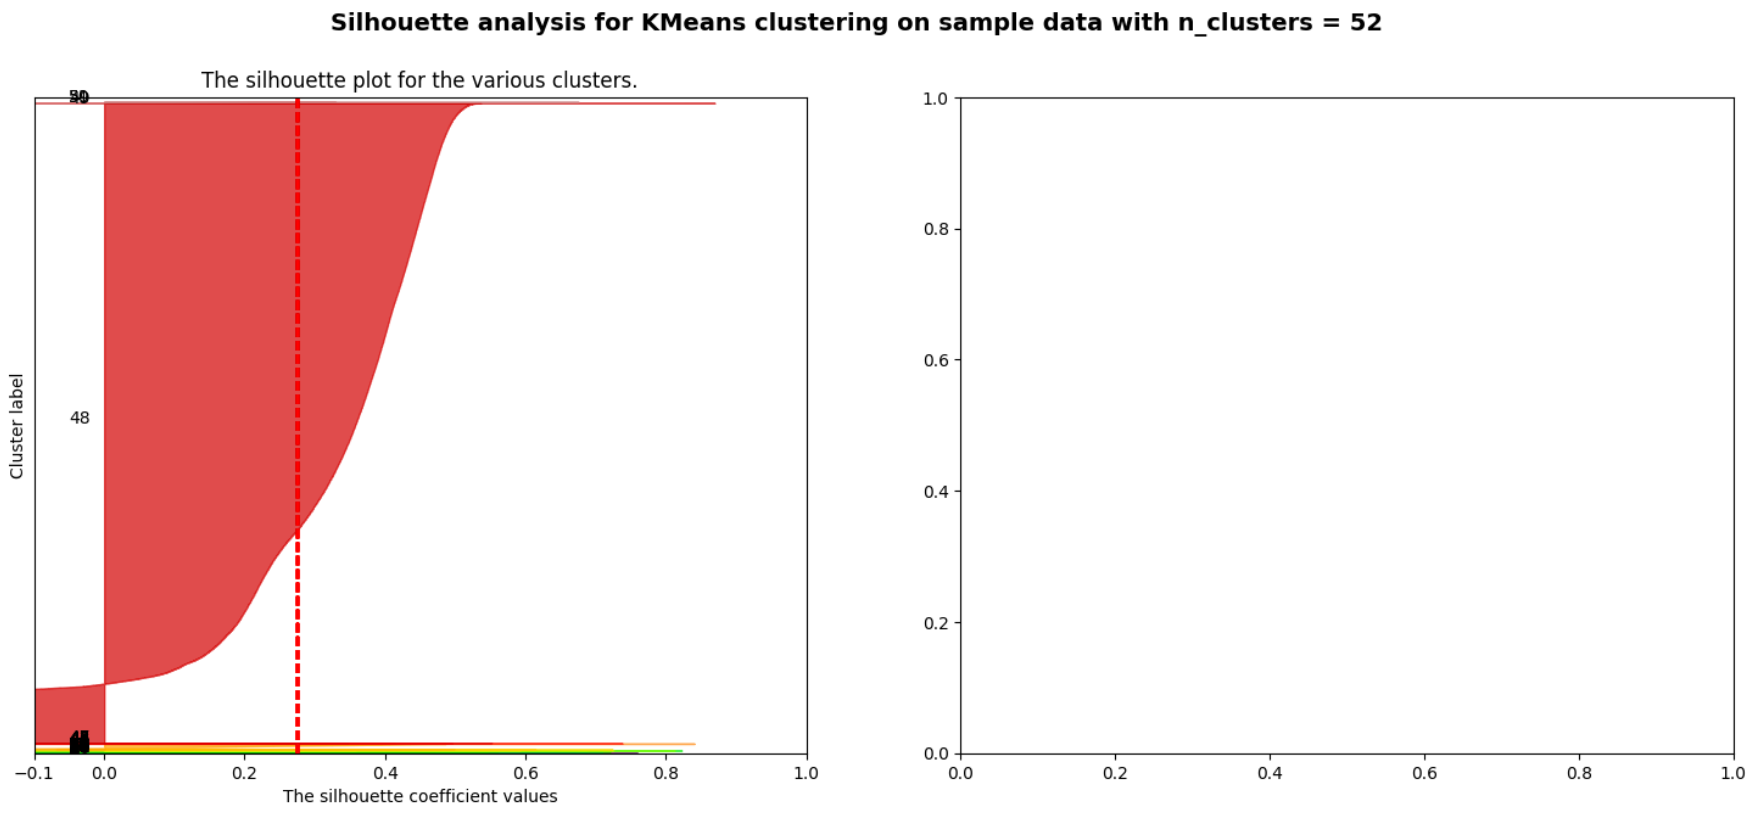 Silhouette analysis for KMeans clustering on sample data with n_clusters = 52
The silhouette plot for the various clusters.
48
Cluster label
−0.1 0.0 0.2 0.4 0.6 0.8 1.0
The silhouette coefficient values
1.0
0.8
0.6
0.4
0.2
0.0
0.0 0.2 0.4 0.6 0.8 1.0